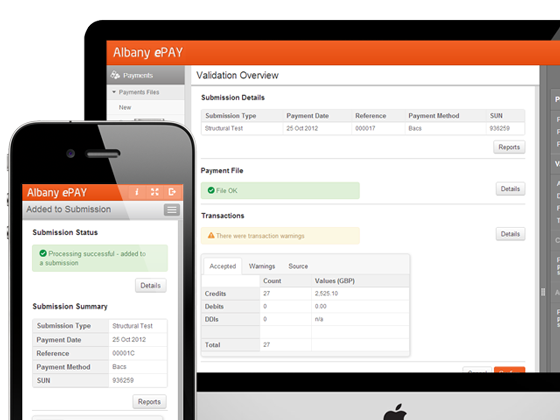 Albany ePAY
Payments
Payments Files
New
Validation Overview
Submission Details
Submission Type Payment Date Reference Payment Method SUN
Structural Test 25 Oct 2012 000017 Bacs 936259
Reports
Payment File
File OK
Details
Transactions
There were transaction warnings
Details
Accepted Warnings Source
Count Values (GBP)
Credits 27 2,525.10
Debits 0 0.00
DDIs 0 n/a
Total 27
Albany ePAY
Added to Submission
Submission Status
Processing successful - added to
a submission
Details
Submission Summary
Submission Type Structural Test
Payment Date 25 Oct 2012
Reference 00001C
Payment Method Bacs
SUN 936259
Reports